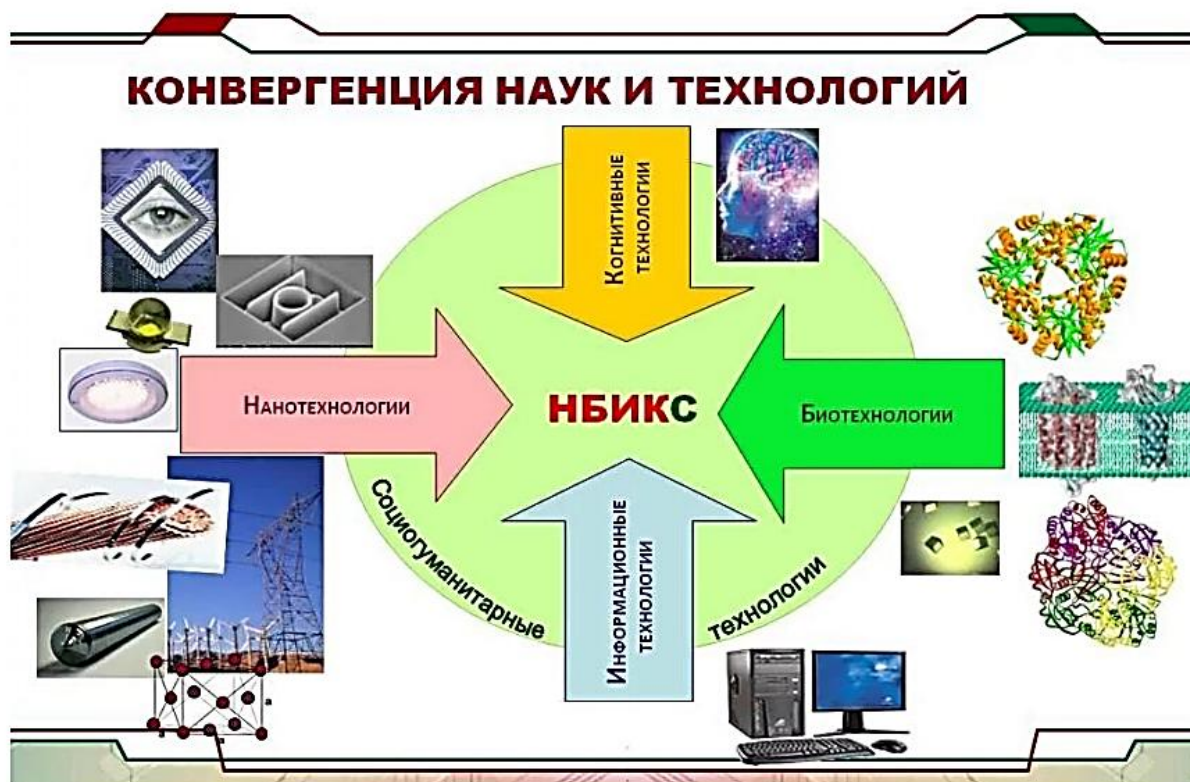 КОНВЕРГЕНЦИЯ НАУК И ТЕХНОЛОГИЙ
Когнитивные
технологии
Нанотехнологии
НБИКС
Биотехнологии
Социогуманитарные
технологии
Информационные
технологии
a
a
a